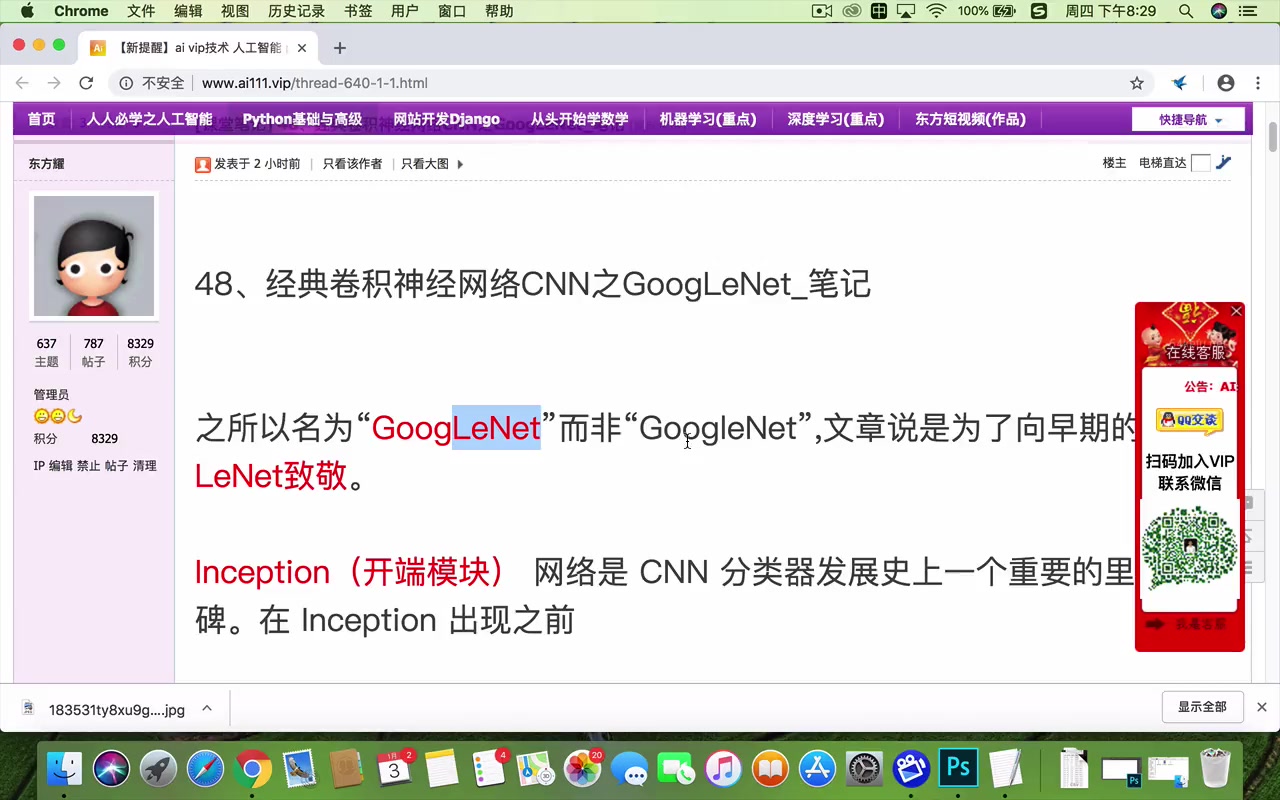 Chrome 文件 编辑 视图 历史记录 书签 用户 窗口 帮助 100% 周四 下午8:29
【新提醒】ai vip技术 人工智能
不安全 www.ai111.vip/thread-640-1-1.html
首页 人人必学之人工智能 Python基础与高级 网站开发Django 从头开始学数学 机器学习(重点) 深度学习(重点) 东方短视频(作品) 快捷导航
东方耀
发表于 2 小时前 只看该作者 只看大图 楼主 电梯直达
637 787 8329
主题 帖子 积分
管理员
积分 8329
IP 编辑 禁止 帖子 清理
48、经典卷积神经网络CNN之GoogLeNet_笔记
之所以名为“GoogLeNet”而非“GoogleNet”,文章说是为了向早期的
LeNet致敬。
Inception（开端模块） 网络是 CNN 分类器发展史上一个重要的里
碑。在 Inception 出现之前
在线客服
公告：AI
QQ交谈
扫码加入VIP
联系微信
183531ty8xu9g....jpg 显示全部
1月 2
3
4
3D
20
Ps
Ps